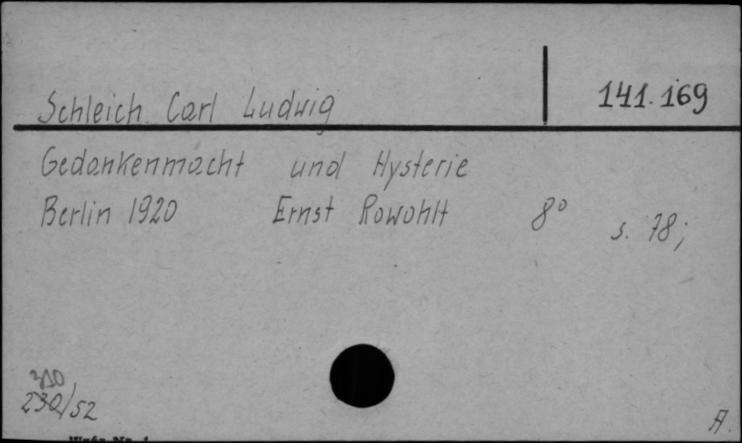 Schleich Carl Ludwig
141.169
Gedankenmacht und Hysterie
Berlin 1920 Ernst Rowohlt 8° s. 78;
230/52
A.